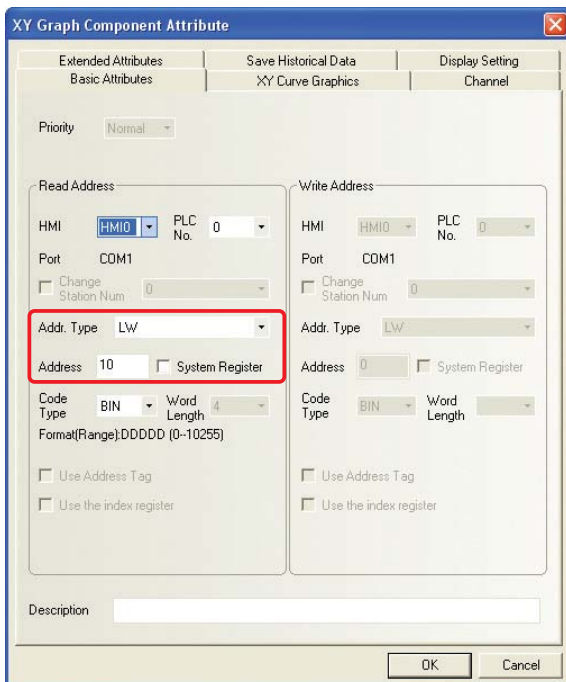 XY Graph Component Attribute
Extended Attributes Save Historical Data Display Setting
Basic Attributes XY Curve Graphics Channel
Priority Normal
Read Address
HMI HMI0 PLC No. 0
Port COM1
Change Station Num 0
Addr. Type LW
Address 10 System Register
Code Type BIN Word Length 4
Format(Range):DDDDD (0--10255)
Use Address Tag
Use the index register
Write Address
HMI HMI0 PLC No. 0
Port COM1
Change Station Num 0
Addr. Type LW
Address 0 System Register
Code Type BIN Word Length
Use Address Tag
Use the index register
Description
OK Cancel